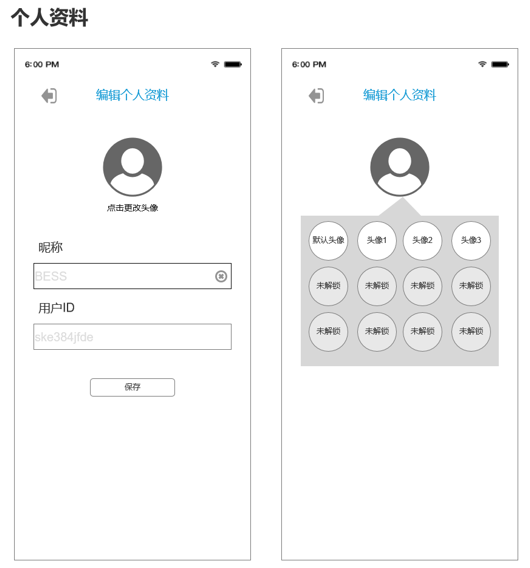 个人资料
6:00 PM
编辑个人资料
点击更改头像
昵称
BESS
用户ID
ske384jfde
保存
6:00 PM
编辑个人资料
默认头像 头像1 头像2 头像3
未解锁 未解锁 未解锁 未解锁
未解锁 未解锁 未解锁 未解锁